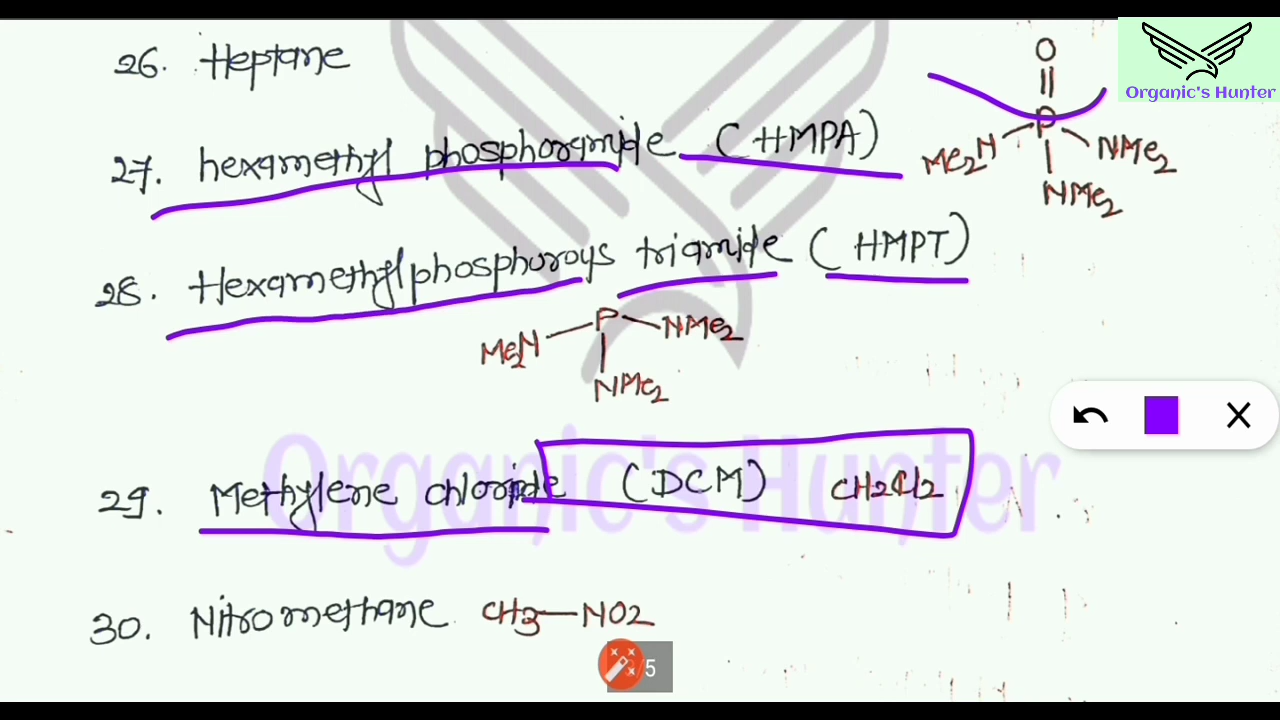 Organic's Hunter
26. Heptane
O
P
Me2N NMe2
NMe2
27. hexamethyl phosphoramide (HMPA)
28. Hexamethylphosphorous triamide (HMPT)
P
Me2N NMe2
NMe2
29. Methylene chloride (DCM) CH2Cl2
Organic's Hunter
30. Nitromethane CH3—NO2
/5